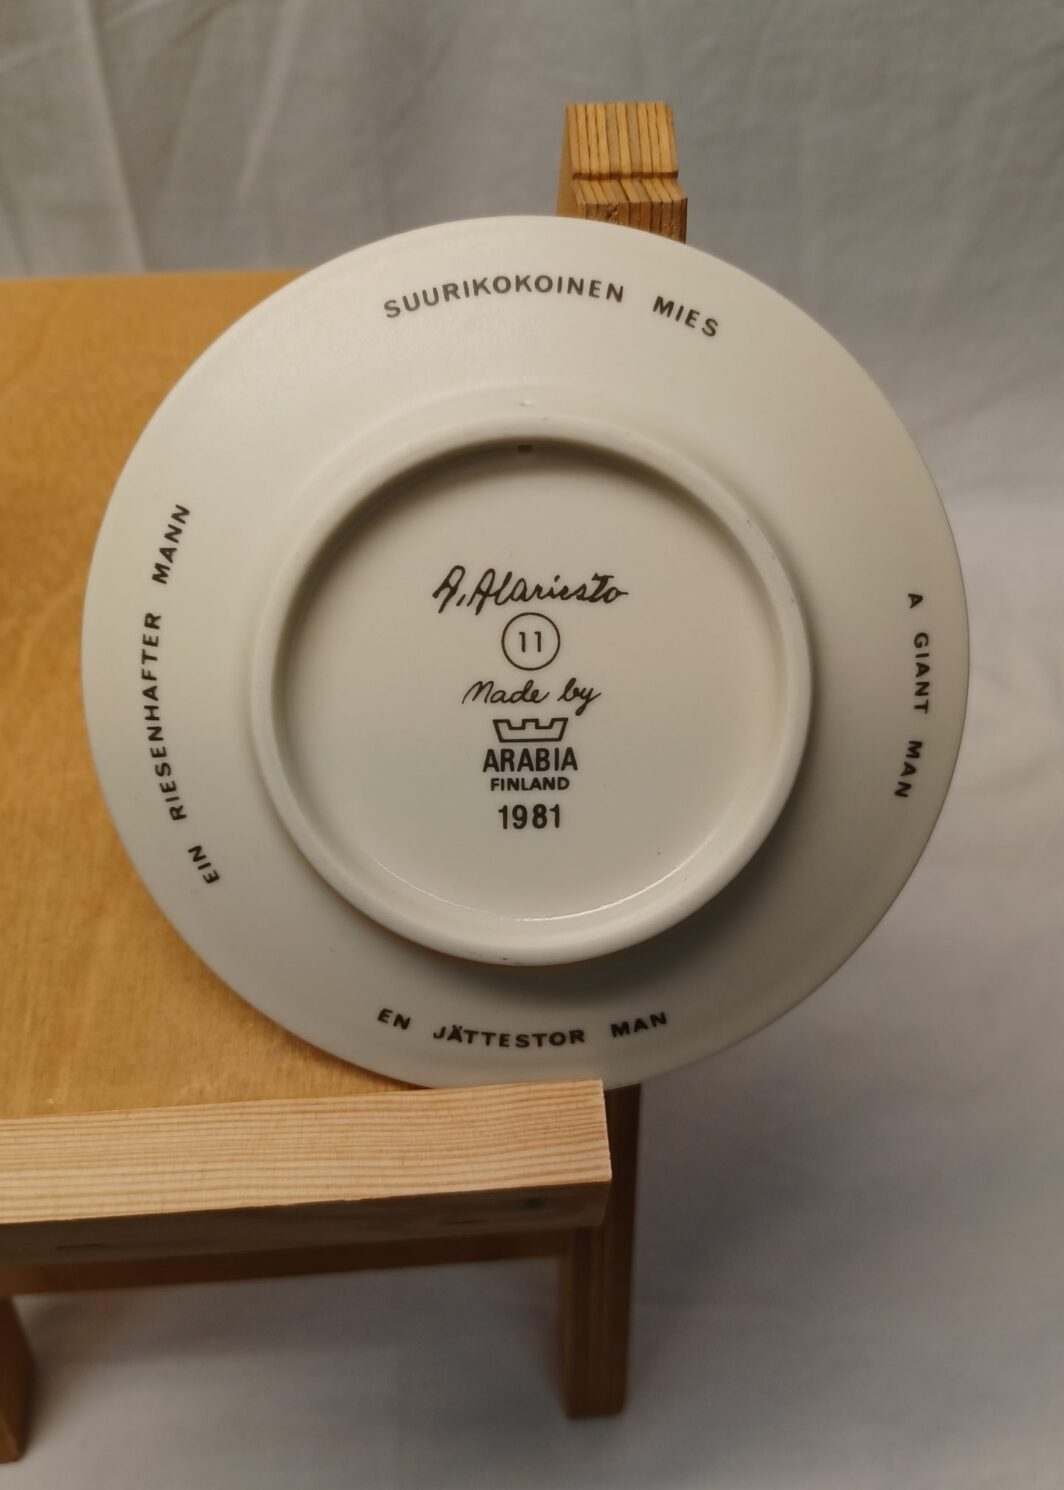 SUURIKOKOINEN MIES
A GIANT MAN
EN JÄTTESTOR MAN
EIN RIESENHAFTER MANN
A. Alariesto
11
Made by
ARABIA
FINLAND
1981